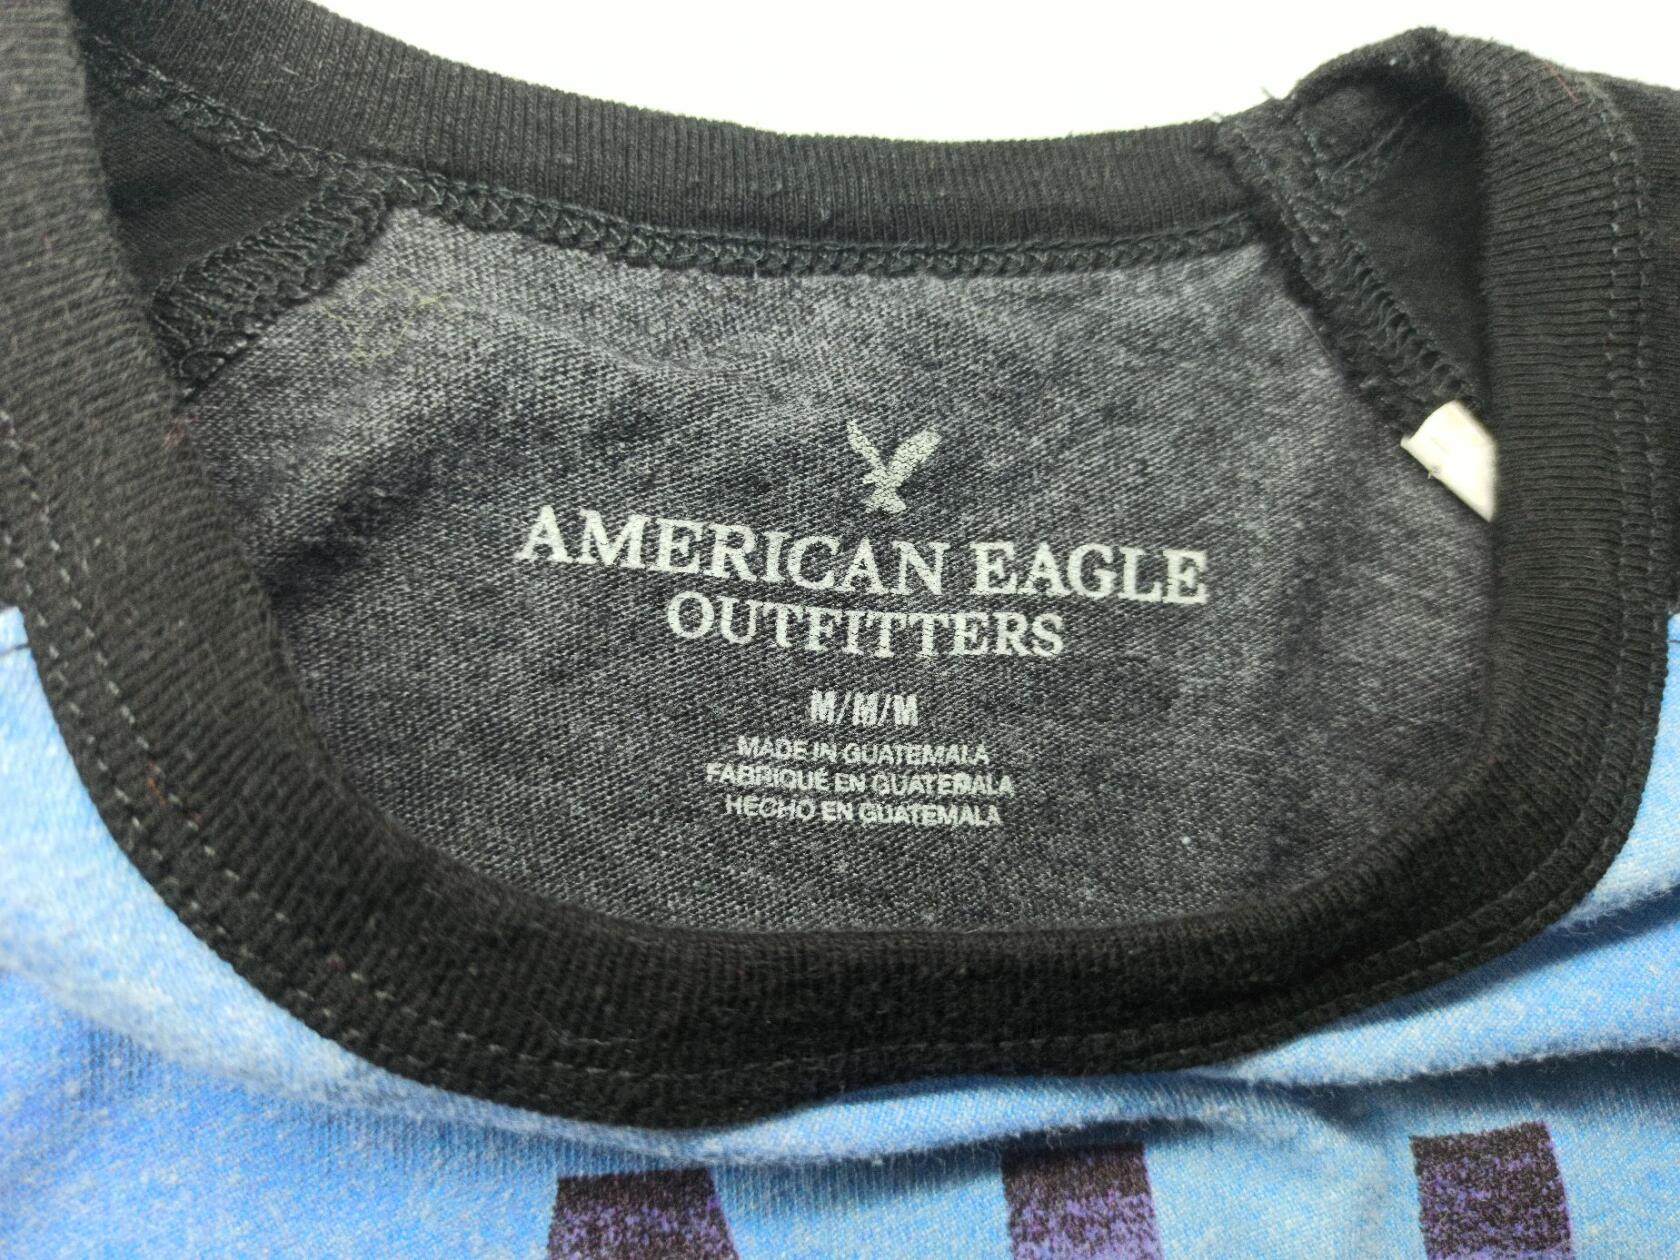 AMERICAN EAGLE
OUTFITTERS
M/M/M
MADE IN GUATEMALA
FABRIQUÉ EN GUATEMALA
HECHO EN GUATEMALA